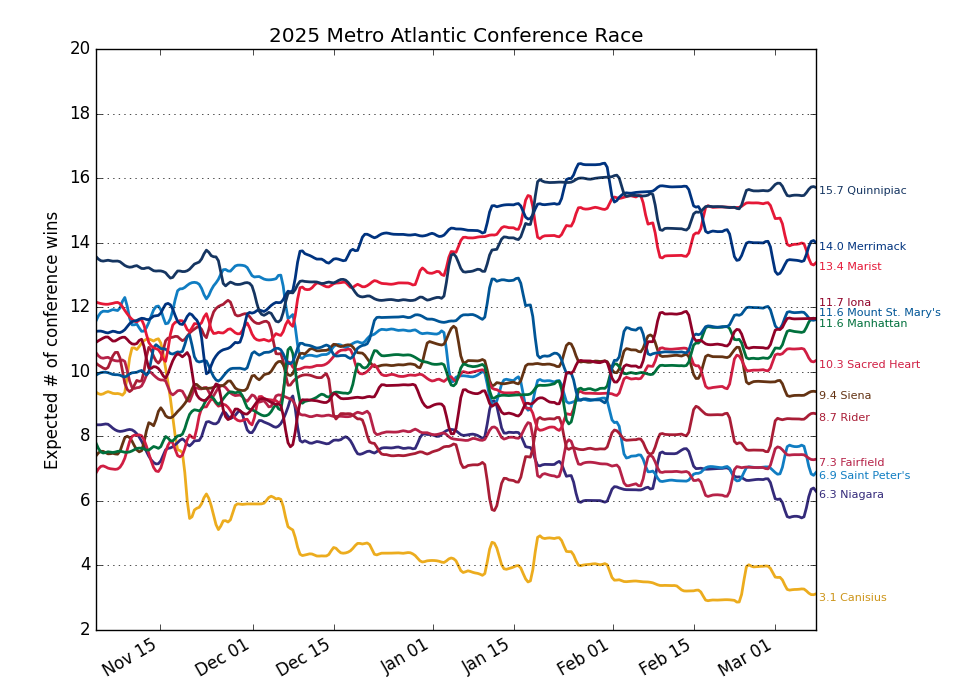 2025 Metro Atlantic Conference Race
Expected # of conference wins
20
18
16
14
12
10
8
6
4
2
15.7 Quinnipiac
14.0 Merrimack
13.4 Marist
11.7 Iona
11.6 Mount St. Mary's
11.6 Manhattan
10.3 Sacred Heart
9.4 Siena
8.7 Rider
7.3 Fairfield
6.9 Saint Peter's
6.3 Niagara
3.1 Canisius
Nov 15
Dec 01
Dec 15
Jan 01
Jan 15
Feb 01
Feb 15
Mar 01